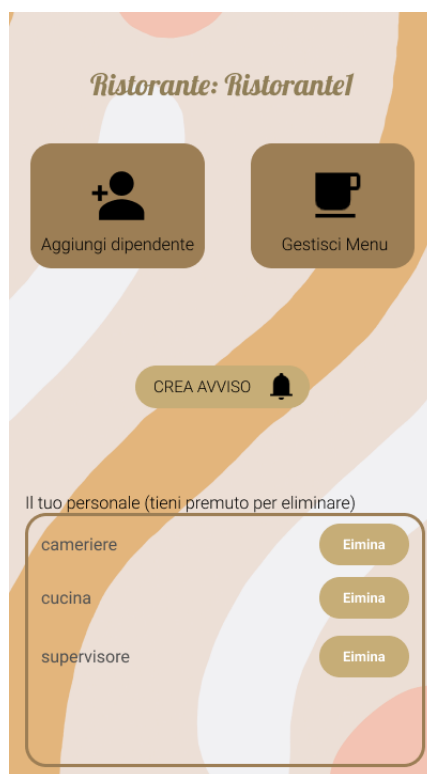 Ristorante: Ristorante1
Aggiungi dipendente
Gestisci Menu
CREA AVVISO
Il tuo personale (tieni premuto per eliminare)
cameriere Eimina
cucina Eimina
supervisore Eimina